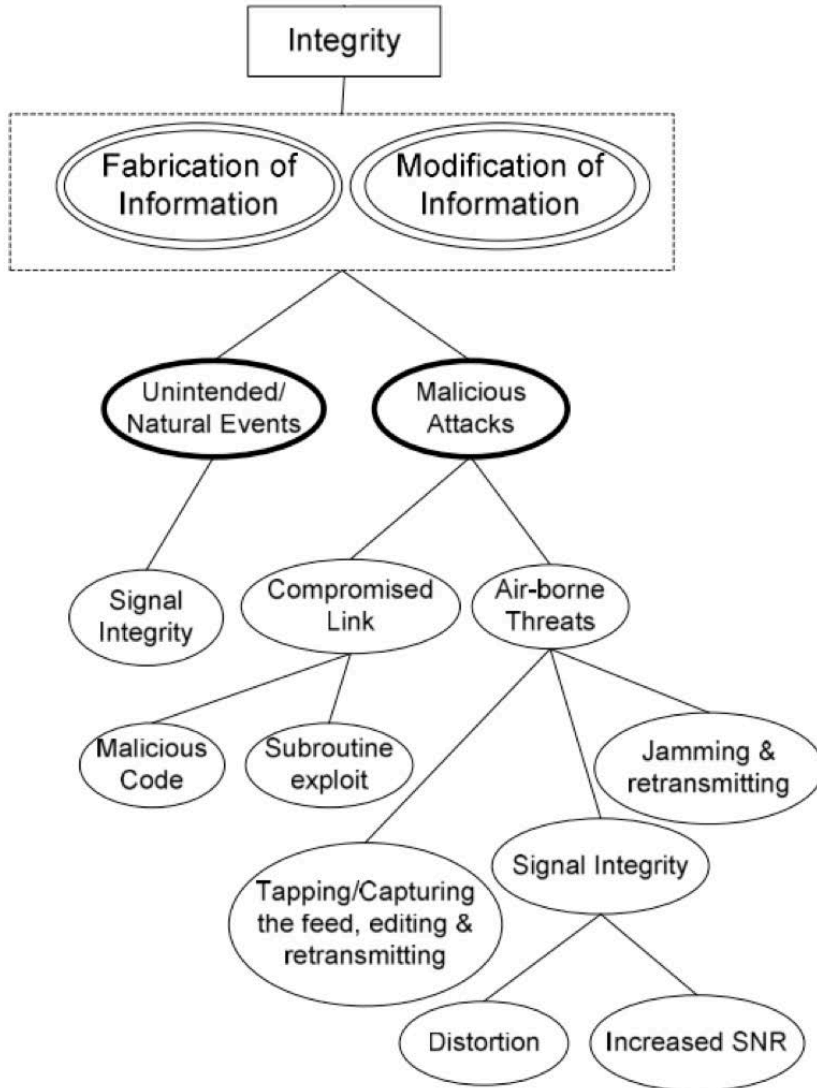 Integrity
Fabrication of
Information
Modification of
Information
Unintended/
Natural Events
Malicious
Attacks
Signal
Integrity
Compromised
Link
Air-borne
Threats
Malicious
Code
Subroutine
exploit
Jamming &
retransmitting
Tapping/Capturing
the feed, editing &
retransmitting
Signal Integrity
Distortion
Increased SNR